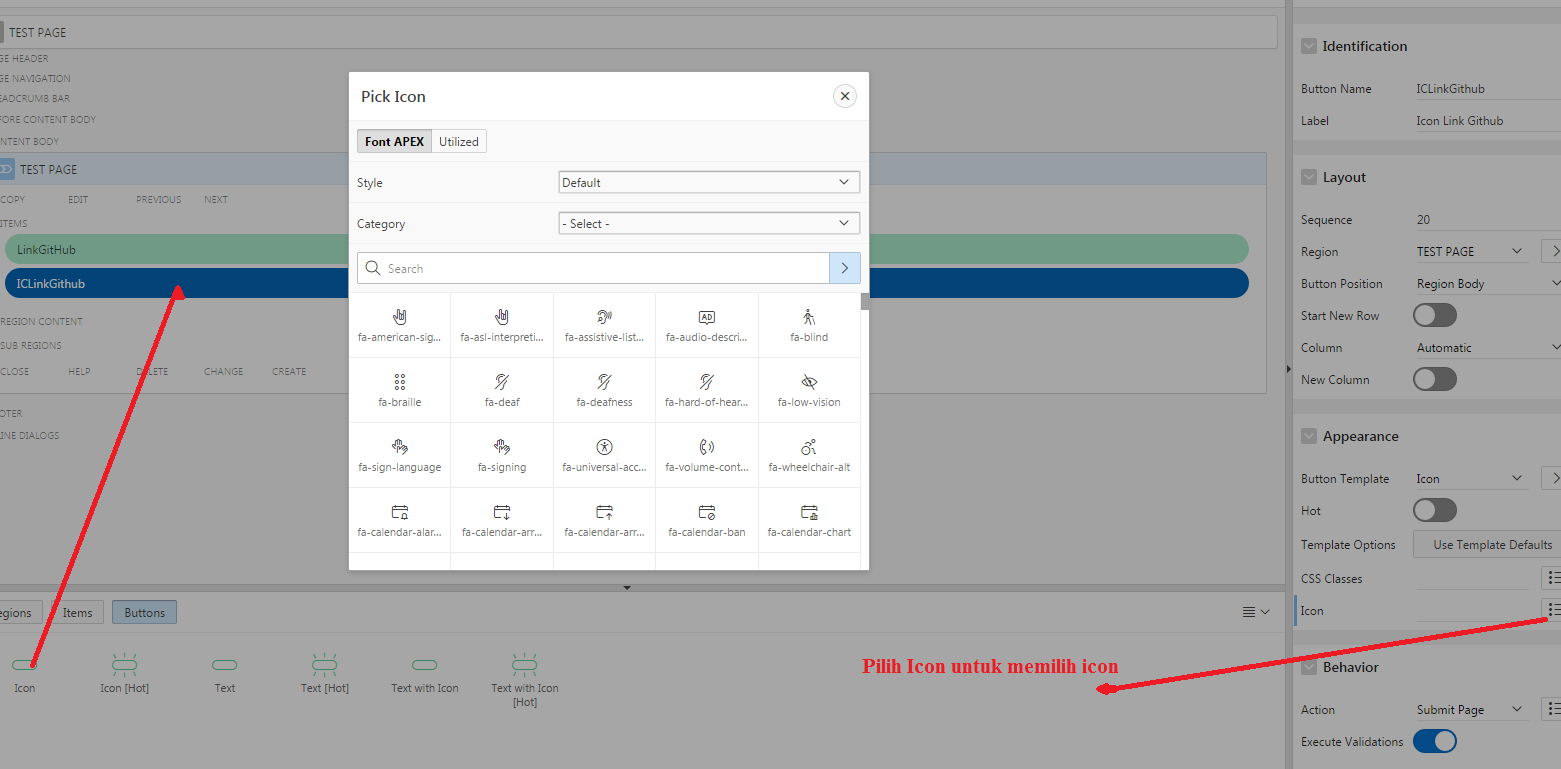 TEST PAGE
GE HEADER
GE NAVIGATION
EADCRUMB BAR
FORE CONTENT BODY
NTENT BODY
TEST PAGE
COPY EDIT PREVIOUS NEXT
ITEMS
LinkGitHub
ICLinkGithub
REGION CONTENT
SUB REGIONS
CLOSE HELP DELETE CHANGE CREATE
OTER
INE DIALOGS
Pick Icon
Font APEX Utilized
Style Default
Category - Select -
Search
fa-american-sig... fa-asl-interpreti... fa-assistive-list... fa-audio-descri... fa-blind
fa-braille fa-deaf fa-deafness fa-hard-of-hear... fa-low-vision
fa-sign-language fa-signing fa-universal-acc... fa-volume-cont... fa-wheelchair-alt
fa-calendar-alar... fa-calendar-arr... fa-calendar-arr... fa-calendar-ban fa-calendar-chart
egions Items Buttons
Icon Icon [Hot] Text Text [Hot] Text with Icon Text with Icon
[Hot]
Pilih Icon untuk memilih icon
Identification
Button Name ICLinkGithub
Label Icon Link Github
Layout
Sequence 20
Region TEST PAGE
Button Position Region Body
Start New Row
Column Automatic
New Column
Appearance
Button Template Icon
Hot
Template Options Use Template Defaults
CSS Classes
Icon
Behavior
Action Submit Page
Execute Validations